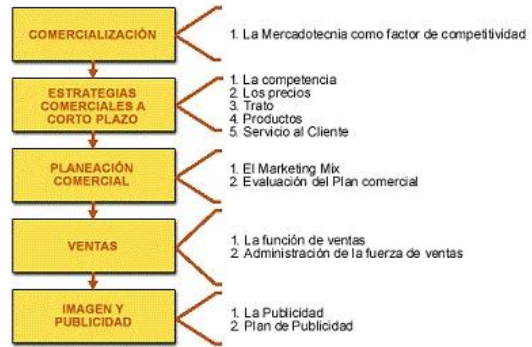 COMERCIALIZACIÓN
1. La Mercadotecnia como factor de competitividad
ESTRATEGIAS
COMERCIALES A
CORTO PLAZO
1. La competencia
2. Los precios
3. Trato
4. Productos
5. Servicio al Cliente
PLANEACIÓN
COMERCIAL
1. El Marketing Mix
2. Evaluación del Plan comercial
VENTAS
1. La función de ventas
2. Administración de la fuerza de ventas
IMAGEN Y
PUBLICIDAD
1. La Publicidad
2. Plan de Publicidad